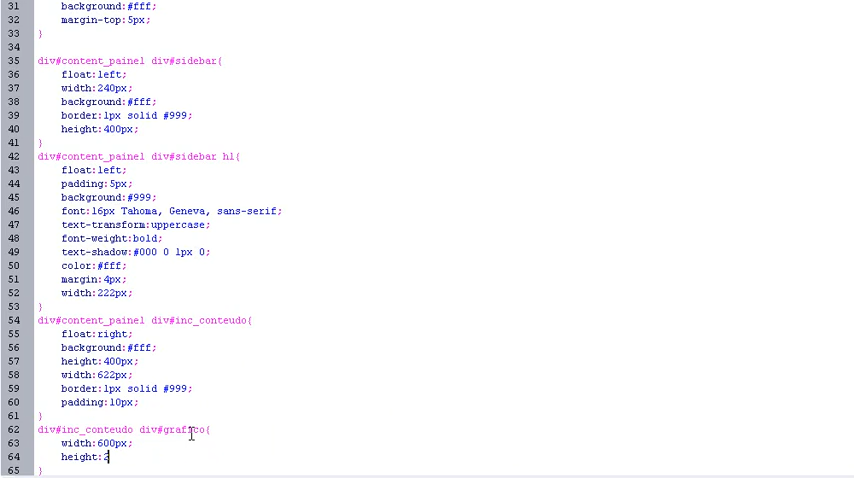 31 background:#fff;
32 margin-top:5px;
33 }
34
35 div#content_painel div#sidebar{
36 float:left;
37 width:240px;
38 background:#fff;
39 border:1px solid #999;
40 height:400px;
41 }
42 div#content_painel div#sidebar h1{
43 float:left;
44 padding:5px;
45 background:#999;
46 font:16px Tahoma, Geneva, sans-serif;
47 text-transform:uppercase;
48 font-weight:bold;
49 text-shadow:#000 0 1px 0;
50 color:#fff;
51 margin:4px;
52 width:222px;
53 }
54 div#content_painel div#inc_conteudo{
55 float:right;
56 background:#fff;
57 height:400px;
58 width:622px;
59 border:1px solid #999;
60 padding:10px;
61 }
62 div#inc_conteudo div#grafico{
63 width:600px;
64 height:2
65 }